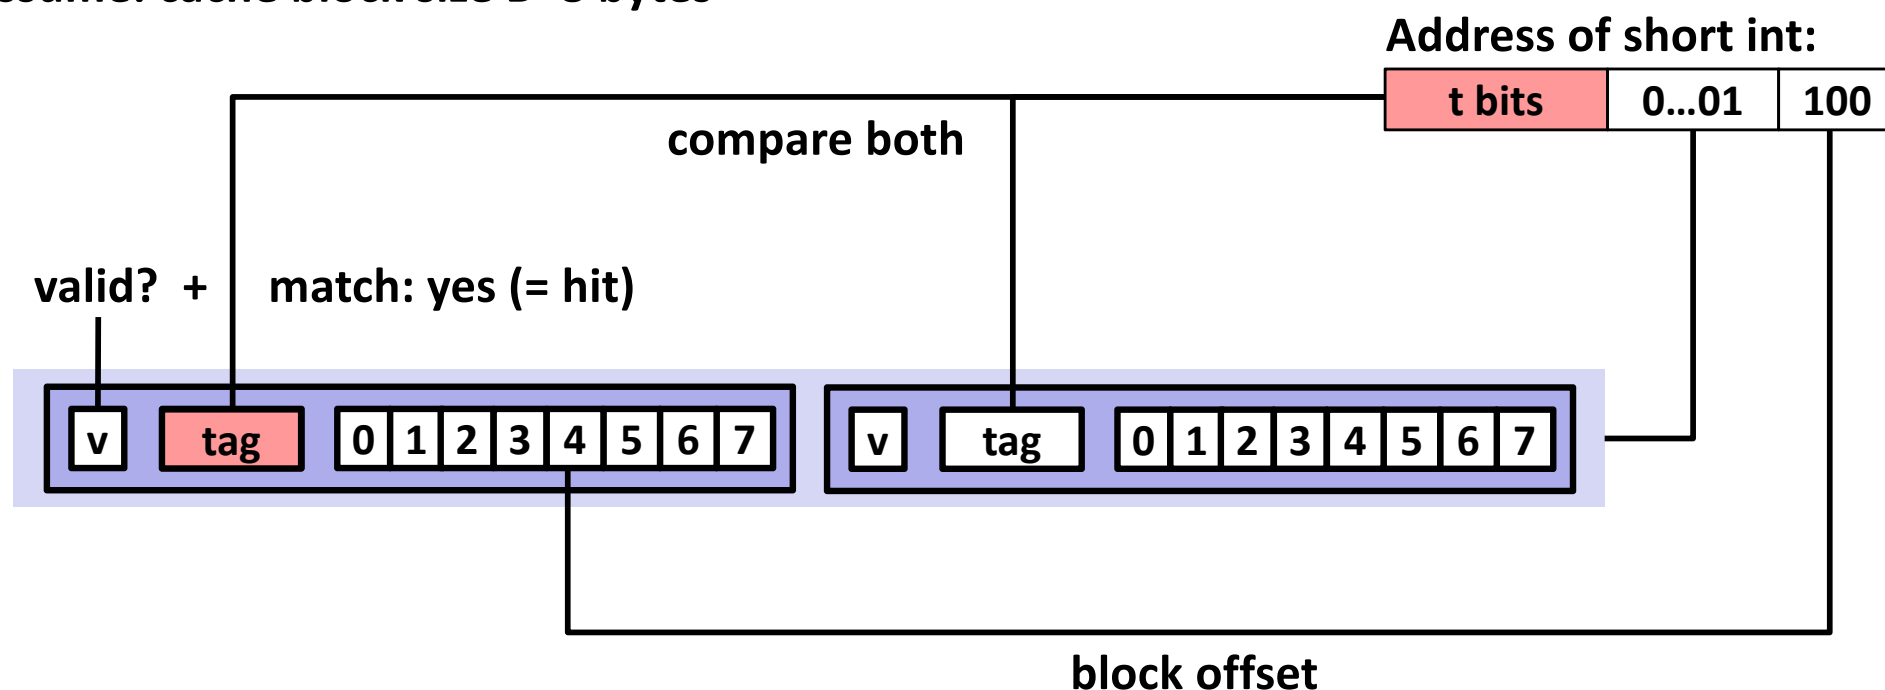 Address of short int:
t bits 0...01 100
compare both
valid? + match: yes (= hit)
v tag 0 1 2 3 4 5 6 7 v tag 0 1 2 3 4 5 6 7
block offset